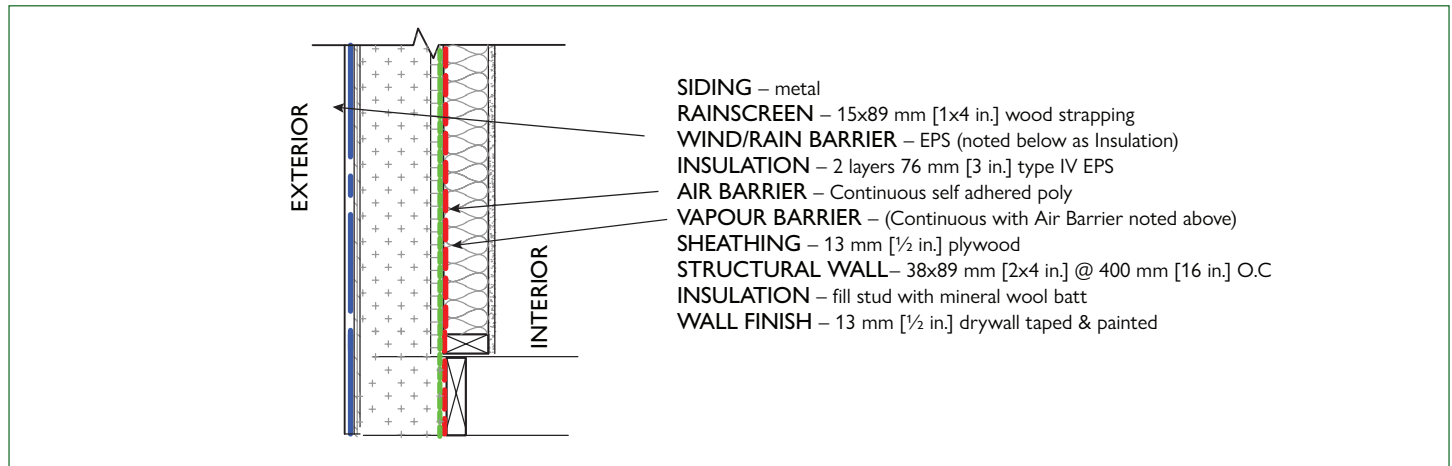 EXTERIOR
SIDING – metal
RAINSCREEN – 15x89 mm [1x4 in.] wood strapping
WIND/RAIN BARRIER – EPS (noted below as Insulation)
INSULATION – 2 layers 76 mm [3 in.] type IV EPS
AIR BARRIER – Continuous self adhered poly
VAPOUR BARRIER – (Continuous with Air Barrier noted above)
SHEATHING – 13 mm [½ in.] plywood
STRUCTURAL WALL– 38x89 mm [2x4 in.] @ 400 mm [16 in.] O.C
INSULATION – fill stud with mineral wool batt
WALL FINISH – 13 mm [½ in.] drywall taped & painted
INTERIOR